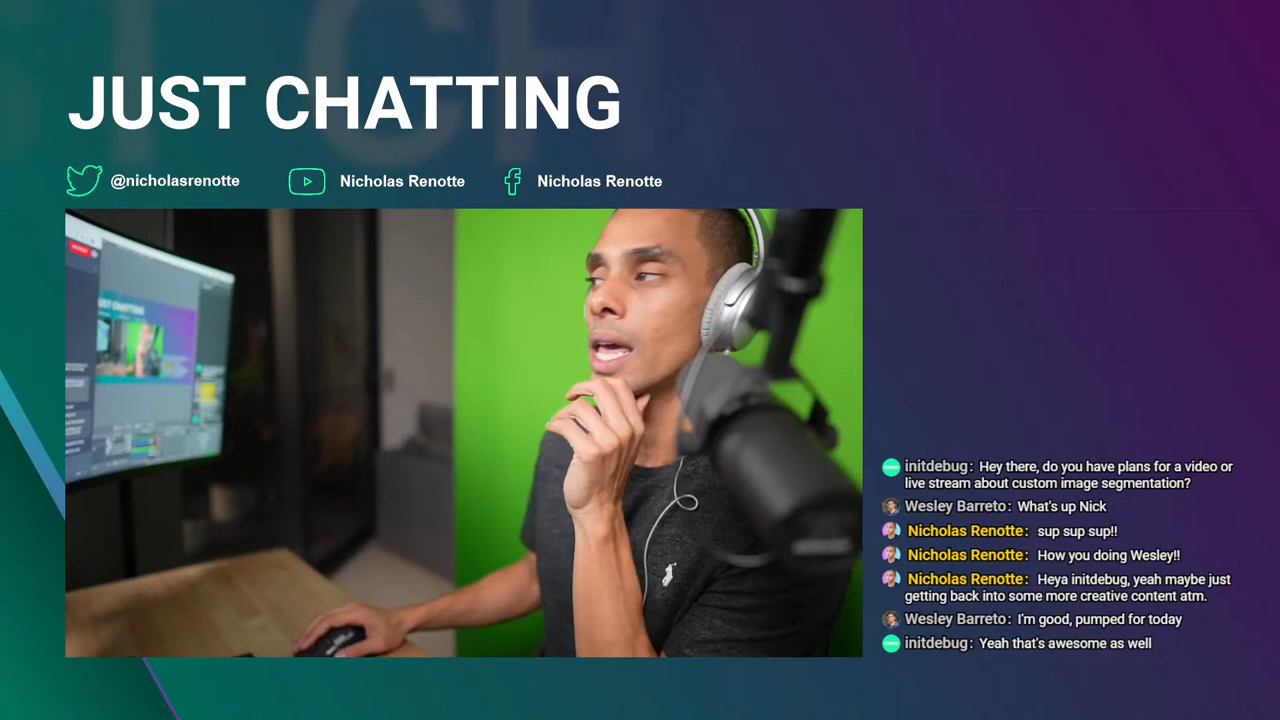 JUST CHATTING
@nicholasrenotte
Nicholas Renotte
Nicholas Renotte
JUST CHATTING
initdebug: Hey there, do you have plans for a video or
live stream about custom image segmentation?
Wesley Barreto: What's up Nick
Nicholas Renotte: sup sup sup!!
Nicholas Renotte: How you doing Wesley!!
Nicholas Renotte: Heya initdebug, yeah maybe just
getting back into some more creative content atm.
Wesley Barreto: I'm good, pumped for today
initdebug: Yeah that's awesome as well